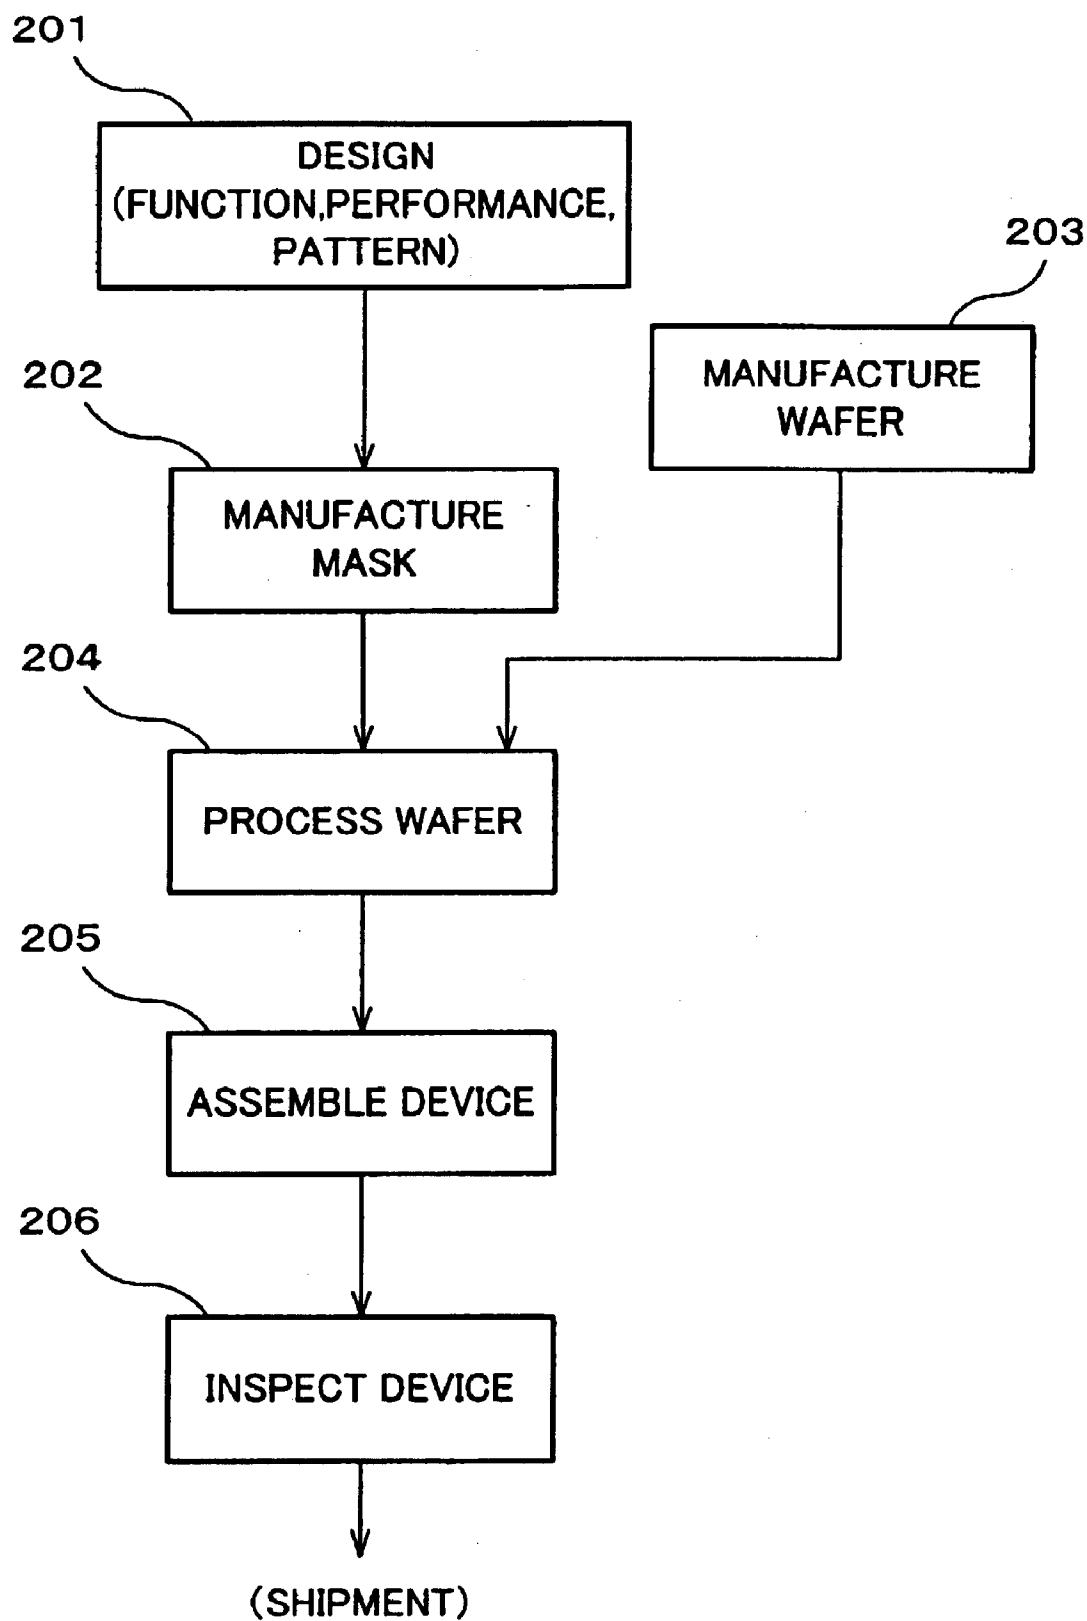 201
DESIGN
(FUNCTION,PERFORMANCE,
PATTERN)
203
MANUFACTURE
WAFER
202
MANUFACTURE
MASK
204
PROCESS WAFER
205
ASSEMBLE DEVICE
206
INSPECT DEVICE
(SHIPMENT)